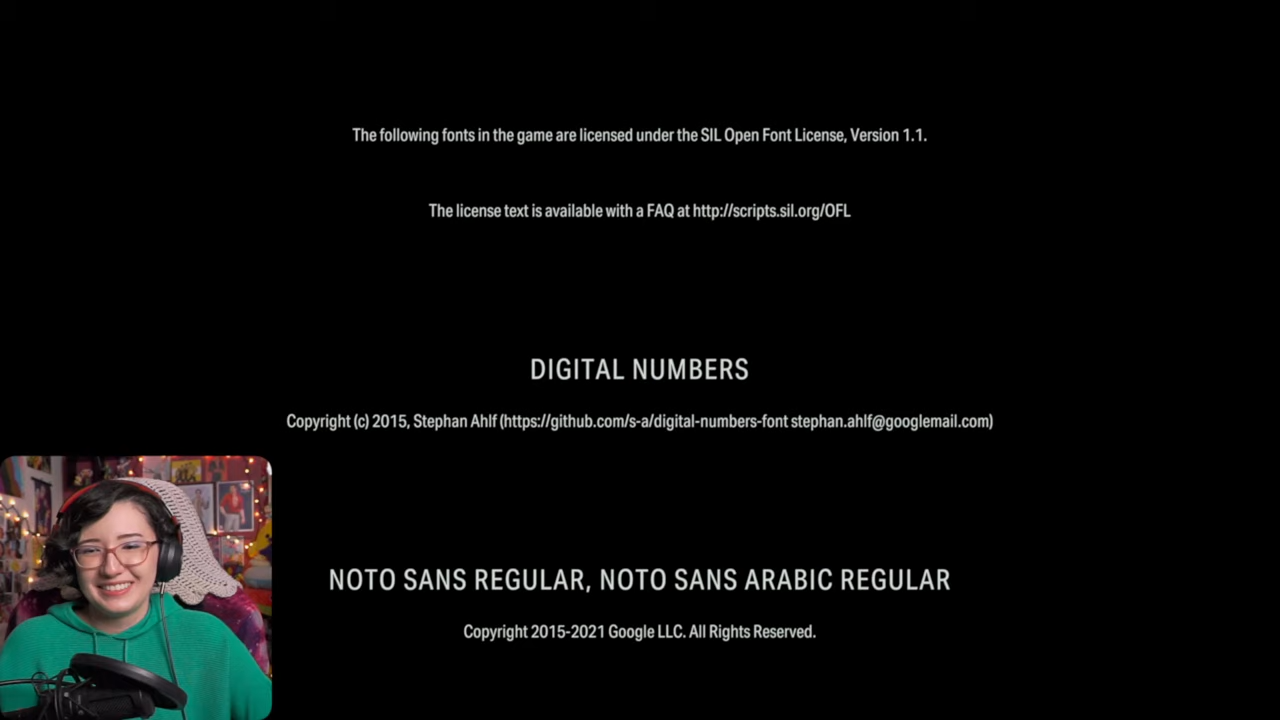 The following fonts in the game are licensed under the SIL Open Font License, Version 1.1.
The license text is available with a FAQ at http://scripts.sil.org/OFL
DIGITAL NUMBERS
Copyright (c) 2015, Stephan Ahlf (https://github.com/s-a/digital-numbers-font stephan.ahlf@googlemail.com)
NOTO SANS REGULAR, NOTO SANS ARABIC REGULAR
Copyright 2015-2021 Google LLC. All Rights Reserved.